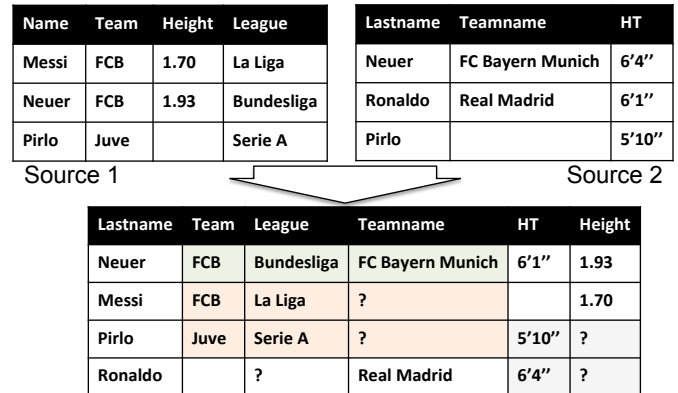 Name Team Height League
Messi FCB 1.70 La Liga
Neuer FCB 1.93 Bundesliga
Pirlo Juve Serie A
Source 1
Lastname Teamname HT
Neuer FC Bayern Munich 6’4’’
Ronaldo Real Madrid 6’1’’
Pirlo 5’10’’
Source 2
Lastname Team League Teamname HT Height
Neuer FCB Bundesliga FC Bayern Munich 6’1’’ 1.93
Messi FCB La Liga ? 1.70
Pirlo Juve Serie A ? 5’10’’ ?
Ronaldo ? Real Madrid 6’4’’ ?